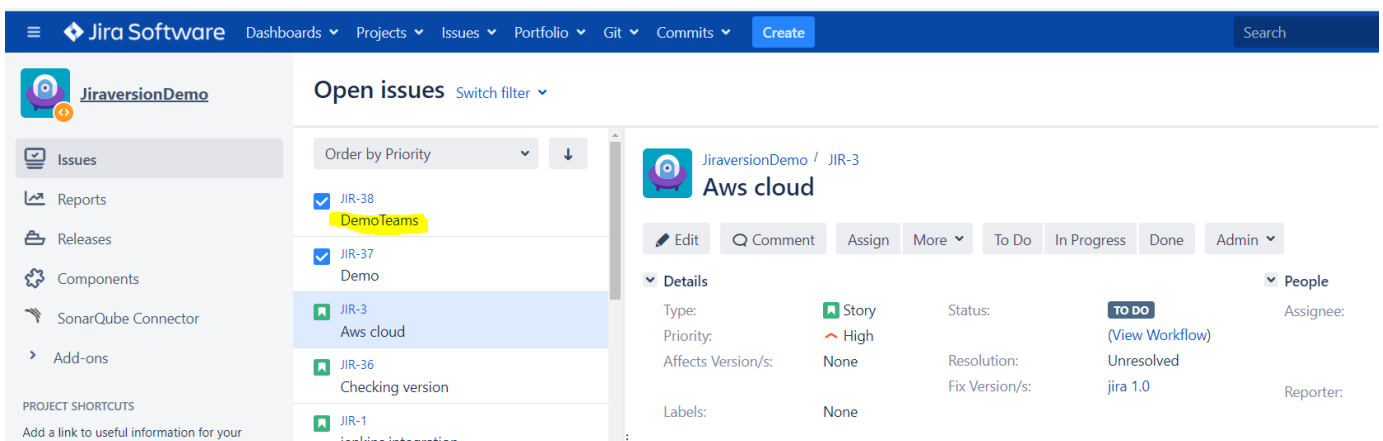 Jira Software Dashboards Projects Issues Portfolio Git Commits Create Search
JiraversionDemo
Issues
Reports
Releases
Components
SonarQube Connector
Add-ons
PROJECT SHORTCUTS
Add a link to useful information for your
Open issues Switch filter
Order by Priority
JIR-38
DemoTeams
JIR-37
Demo
JIR-3
Aws cloud
JIR-36
Checking version
JIR-1
jenkins integration
JiraversionDemo / JIR-3
Aws cloud
Edit Comment Assign More To Do In Progress Done Admin
Details
Type: Story
Priority: High
Affects Version/s: None
Labels: None
Status: TO DO
(View Workflow)
Resolution: Unresolved
Fix Version/s: jira 1.0
People
Assignee:
Reporter: